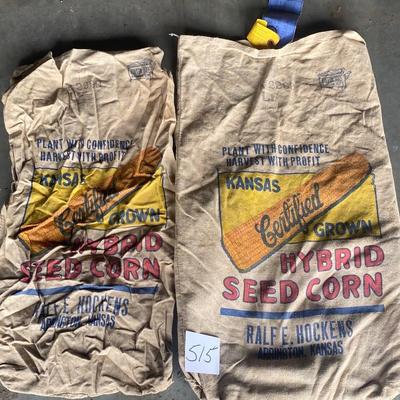 PLANT WITH CONFIDENCE
HARVEST WITH PROFIT
KANSAS
Certified
GROWN
HYBRID
SEED CORN
RALF E. HOCKENS
ARRINGTON, KANSAS
PLANT WITH CONFIDENCE
HARVEST WITH PROFIT
KANSAS
Certified
GROWN
HYBRID
SEED CORN
RALF E. HOCKENS
ARRINGTON, KANSAS
515